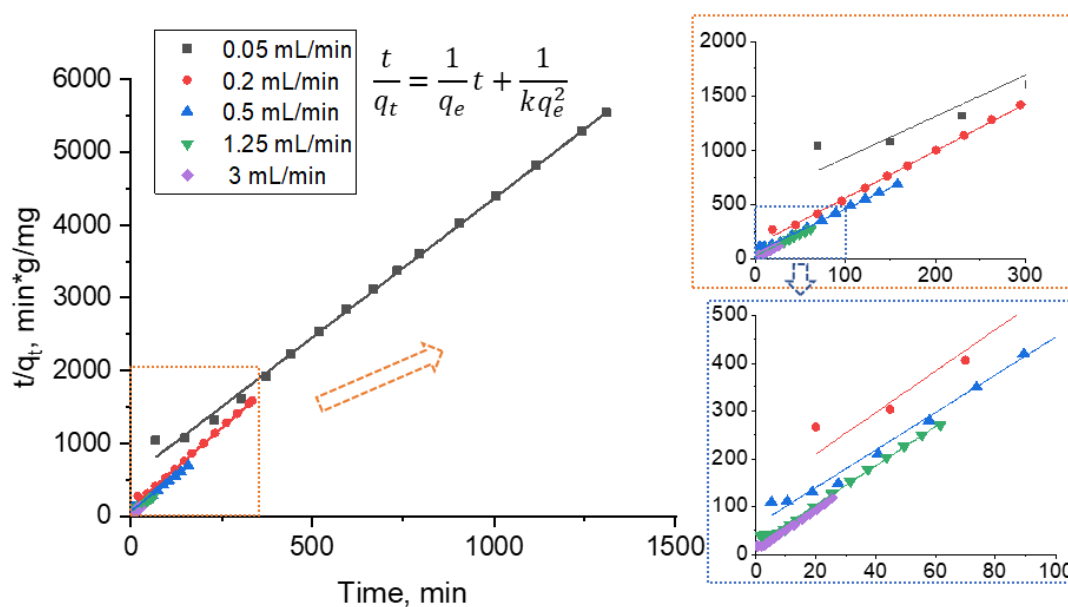 0.05 mL/min
0.2 mL/min
0.5 mL/min
1.25 mL/min
3 mL/min
t/q_t = 1/q_e t + 1/kq_e^2
t/q_t, min*g/mg
6000
5000
4000
3000
2000
1000
0
0 500 1000 1500
Time, min
2000
1500
1000
500
0
0 100 200 300
500
400
300
200
100
0
0 20 40 60 80 100